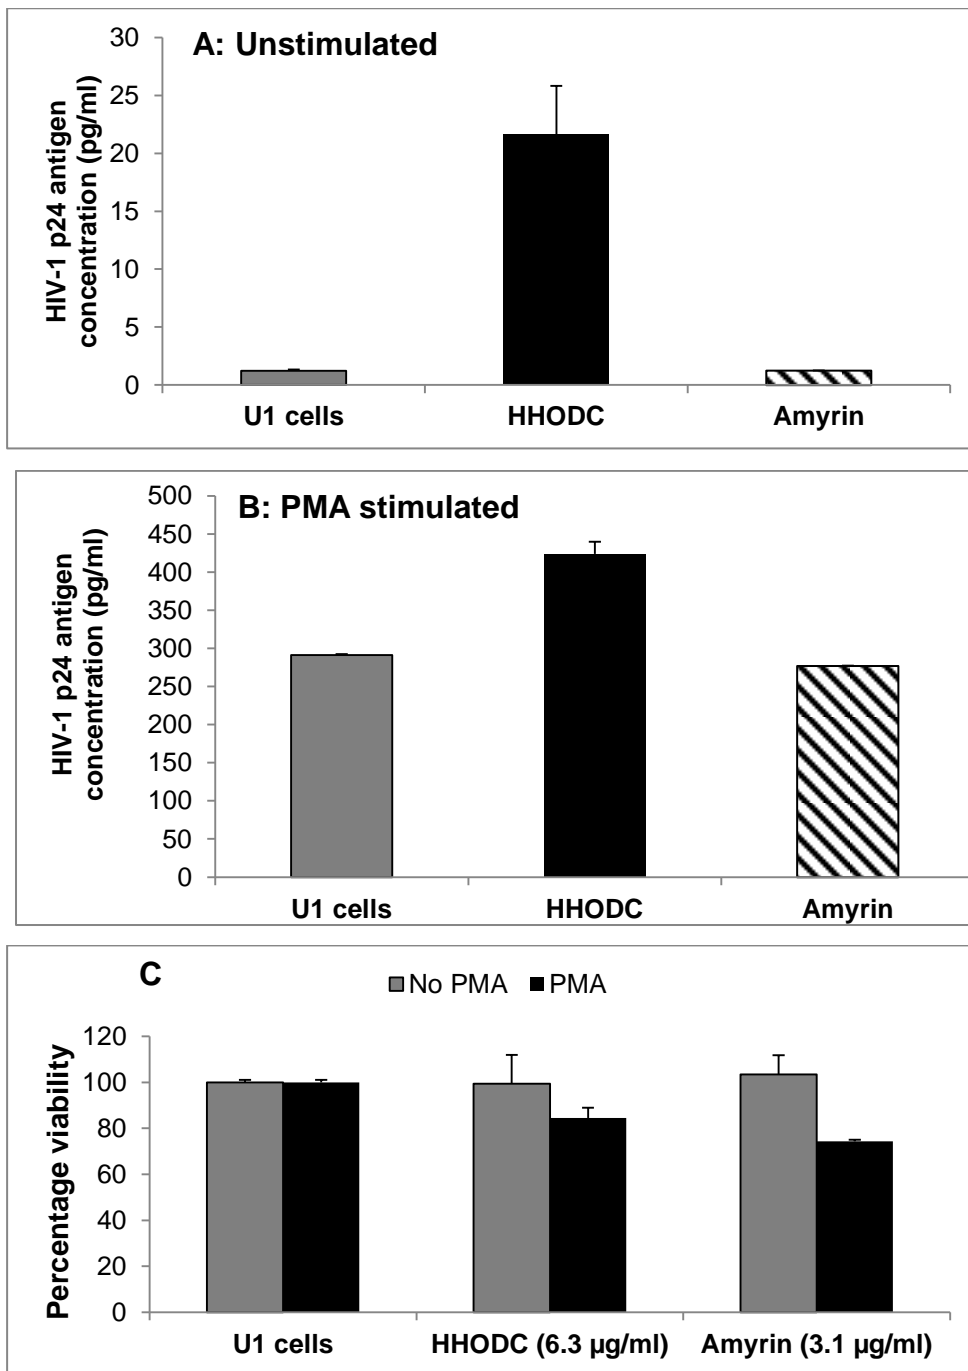 A: Unstimulated
HIV-1 p24 antigen
concentration (pg/ml)
30
25
20
15
10
5
0
U1 cells HHODC Amyrin
B: PMA stimulated
HIV-1 p24 antigen
concentration (pg/ml)
500
450
400
350
300
250
200
150
100
50
0
U1 cells HHODC Amyrin
C
No PMA PMA
Percentage viability
120
100
80
60
40
20
0
U1 cells HHODC (6.3 µg/ml) Amyrin (3.1 µg/ml)